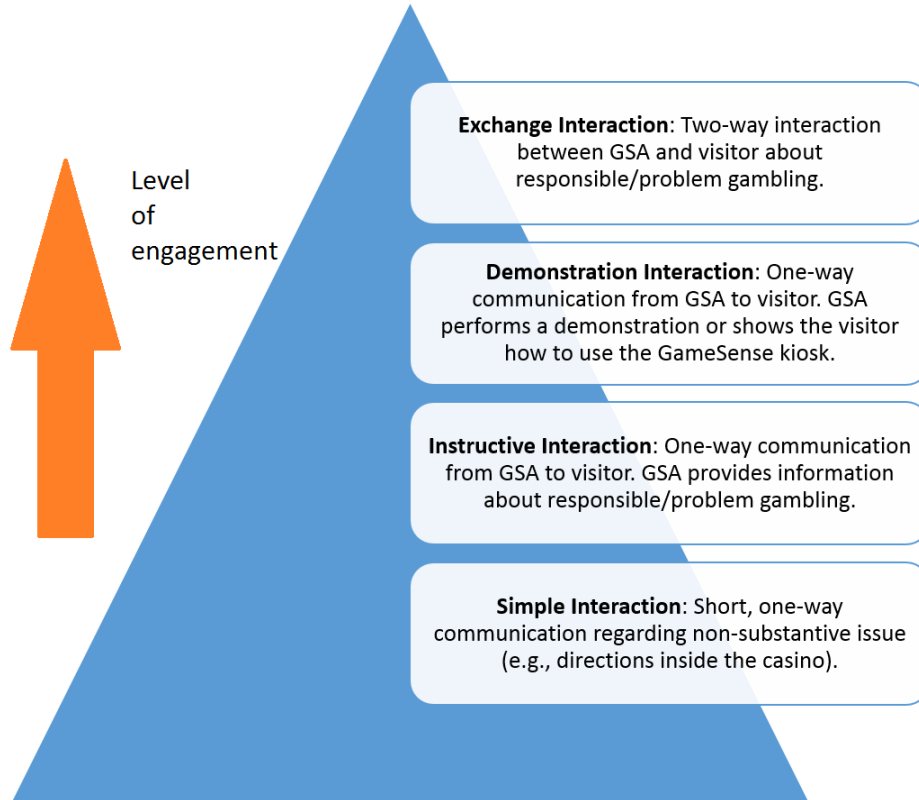 Level
of
engagement
Exchange Interaction: Two-way interaction
between GSA and visitor about
responsible/problem gambling.
Demonstration Interaction: One-way
communication from GSA to visitor. GSA
performs a demonstration or shows the visitor
how to use the GameSense kiosk.
Instructive Interaction: One-way communication
from GSA to visitor. GSA provides information
about responsible/problem gambling.
Simple Interaction: Short, one-way
communication regarding non-substantive issue
(e.g., directions inside the casino).